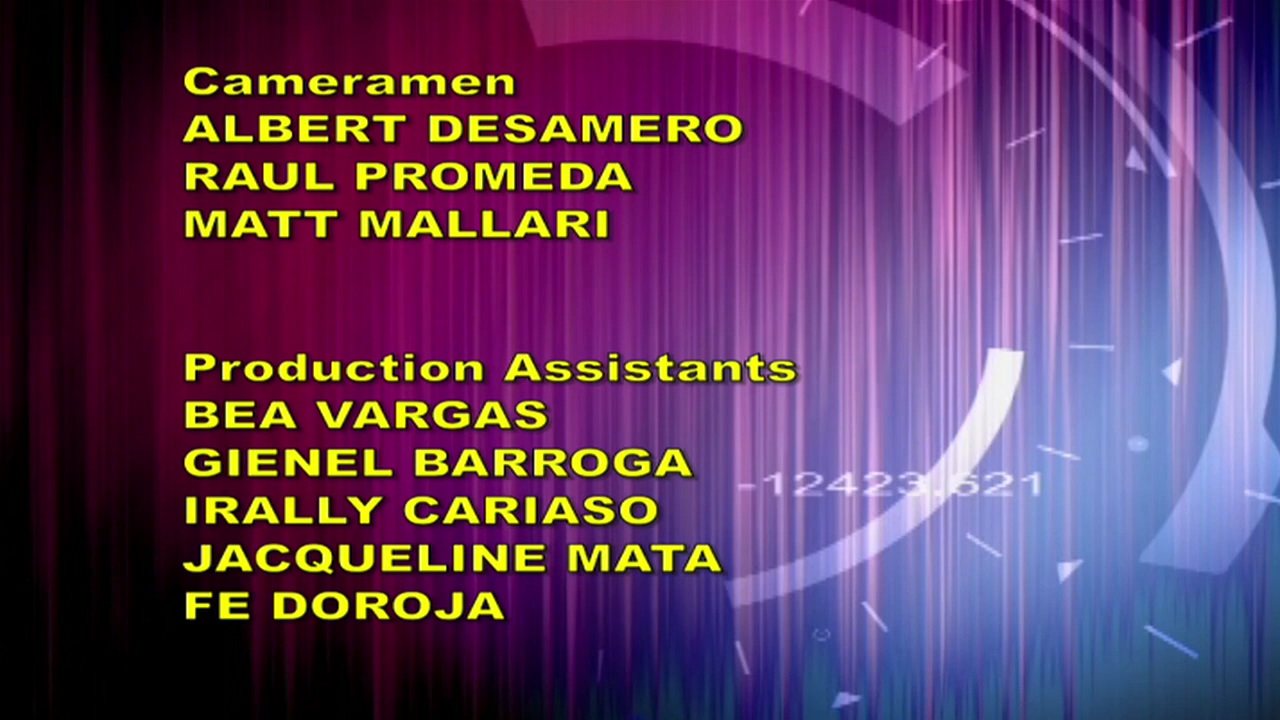 Cameramen
ALBERT DESAMERO
RAUL PROMEDA
MATT MALLARI
Production Assistants
BEA VARGAS
GIENEL BARROGA
IRALLY CARIASO
JACQUELINE MATA
FE DOROJA
-12423.621